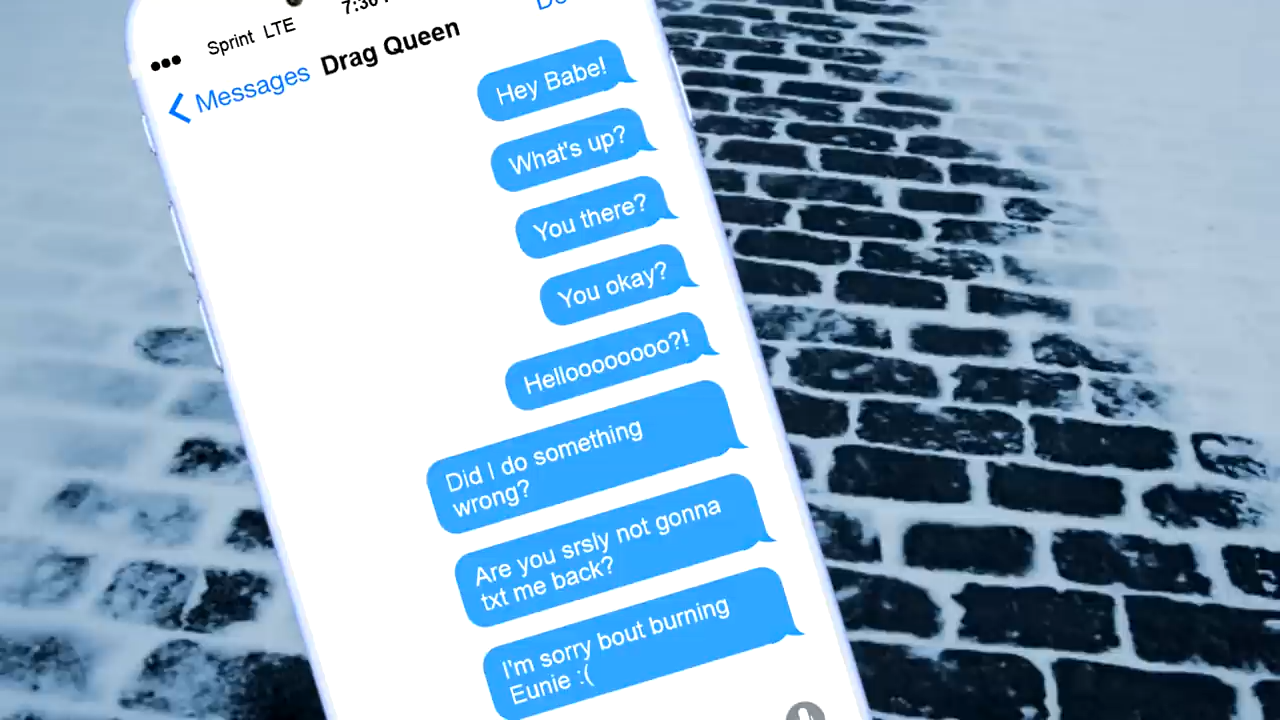 Sprint LTE
Messages Drag Queen
Hey Babe!
What's up?
You there?
You okay?
Helloooooooo?!
Did I do something
wrong?
Are you srsly not gonna
txt me back?
I'm sorry bout burning
Eunie :(